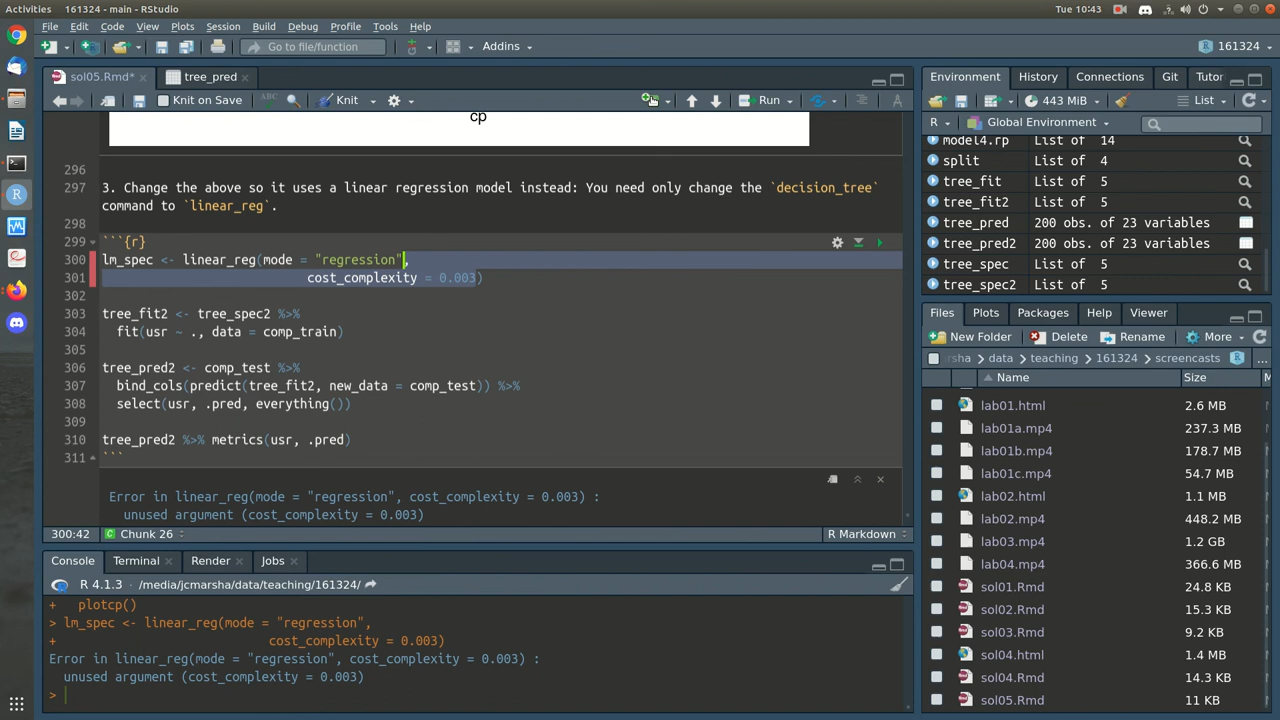 Activities
161324 - main - RStudio
Tue 10:43
File Edit Code View Plots Session Build Debug Profile Tools Help
Go to file/function
Addins
161324
sol05.Rmd*
tree_pred
Knit on Save
ABC
Knit
Run
cp
296
297 3. Change the above so it uses a linear regression model instead: You need only change the `decision_tree`
command to `linear_reg`.
298
299 ```{r}
300 lm_spec <- linear_reg(mode = "regression",
301 cost_complexity = 0.003)
302
303 tree_fit2 <- tree_spec2 %>%
304 fit(usr ~ ., data = comp_train)
305
306 tree_pred2 <- comp_test %>%
307 bind_cols(predict(tree_fit2, new_data = comp_test)) %>%
308 select(usr, .pred, everything())
309
310 tree_pred2 %>% metrics(usr, .pred)
311 ```
Error in linear_reg(mode = "regression", cost_complexity = 0.003) :
unused argument (cost_complexity = 0.003)
300:42
Chunk 26
R Markdown
Console Terminal Render Jobs
R 4.1.3 · /media/jcmarsha/data/teaching/161324/
+ plotcp()
> lm_spec <- linear_reg(mode = "regression",
+ cost_complexity = 0.003)
Error in linear_reg(mode = "regression", cost_complexity = 0.003) :
unused argument (cost_complexity = 0.003)
>
Environment History Connections Git Tutor
443 MiB
List
R
Global Environment
model4.rp List of 14
split List of 4
tree_fit List of 5
tree_fit2 List of 5
tree_pred 200 obs. of 23 variables
tree_pred2 200 obs. of 23 variables
tree_spec List of 5
tree_spec2 List of 5
Files Plots Packages Help Viewer
New Folder Delete Rename More
arsha data teaching 161324 screencasts ...
Name Size
lab01.html 2.6 MB
lab01a.mp4 237.3 MB
lab01b.mp4 178.7 MB
lab01c.mp4 54.7 MB
lab02.html 1.1 MB
lab02.mp4 448.2 MB
lab03.mp4 1.2 GB
lab04.mp4 366.6 MB
sol01.Rmd 24.8 KB
sol02.Rmd 15.3 KB
sol03.Rmd 9.2 KB
sol04.html 1.4 MB
sol04.Rmd 14.3 KB
sol05.Rmd 11 KB